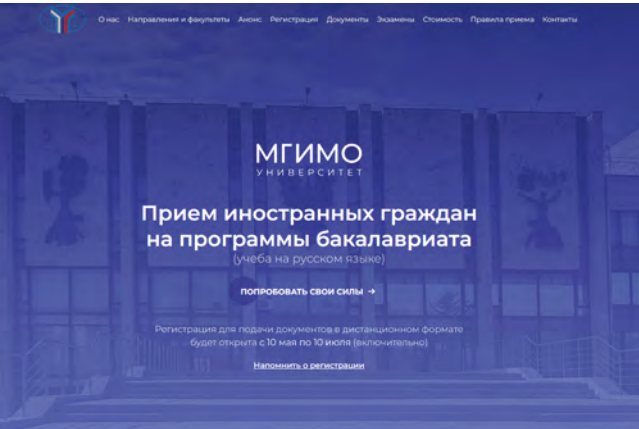 О нас Направления и факультеты Анонс Регистрация Документы Экзамены Стоимость Правила приема Контакты
МГИМО
УНИВЕРСИТЕТ
Прием иностранных граждан
на программы бакалавриата
(учеба на русском языке)
ПОПРОБОВАТЬ СВОИ СИЛЫ →
Регистрация для подачи документов в дистанционном формате
будет открыта с 10 мая по 10 июля (включительно)
Напомнить о регистрации